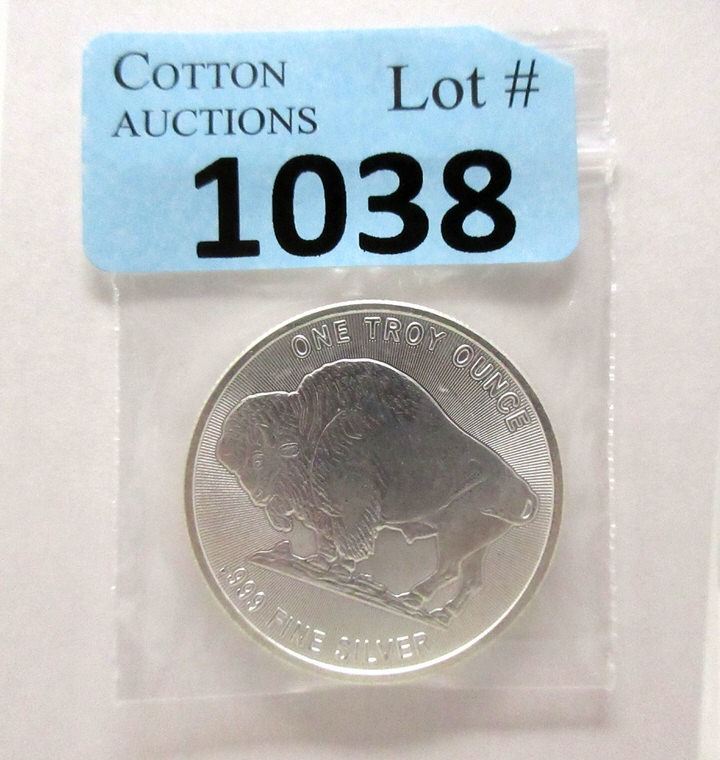 COTTON
AUCTIONS
Lot #
1038
ONE TROY OUNCE
.999 FINE SILVER